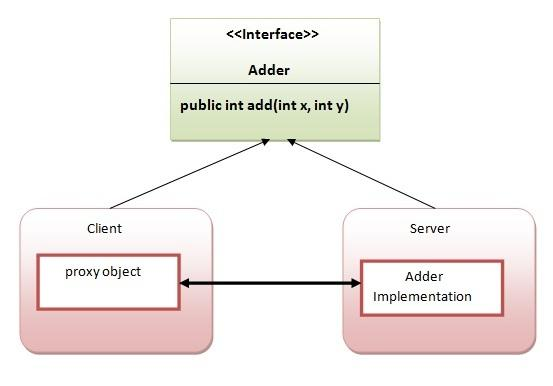 <<Interface>>
Adder
public int add(int x, int y)
Client
Server
proxy object
Adder
Implementation